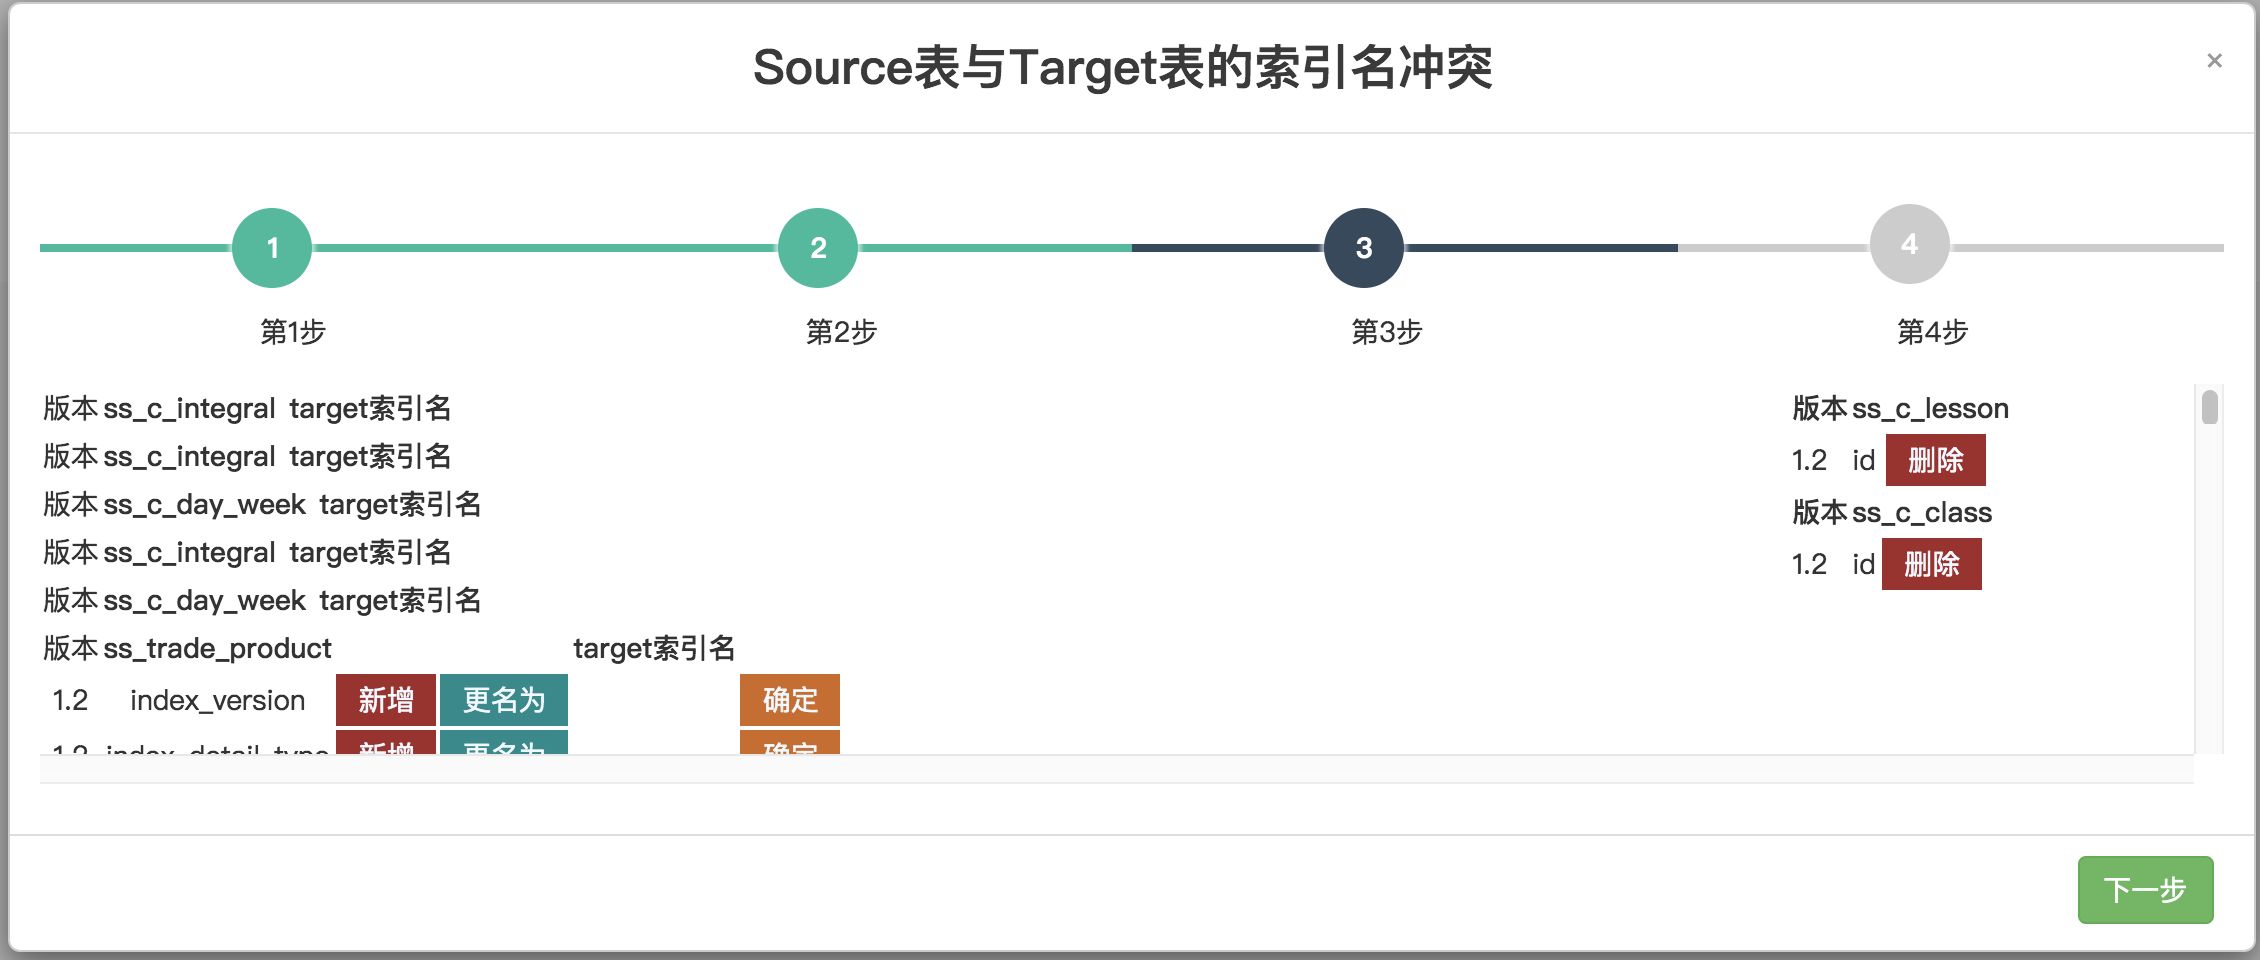 Source表与Target表的索引名冲突
×
1
2
3
4
第1步
第2步
第3步
第4步
版本 ss_c_integral target索引名
版本 ss_c_integral target索引名
版本 ss_c_day_week target索引名
版本 ss_c_integral target索引名
版本 ss_c_day_week target索引名
版本 ss_trade_product target索引名
1.2 index_version 新增 更名为 确定
1.2 index_detail_type 新增 更名为 确定
版本 ss_c_lesson
1.2 id 删除
版本 ss_c_class
1.2 id 删除
下一步